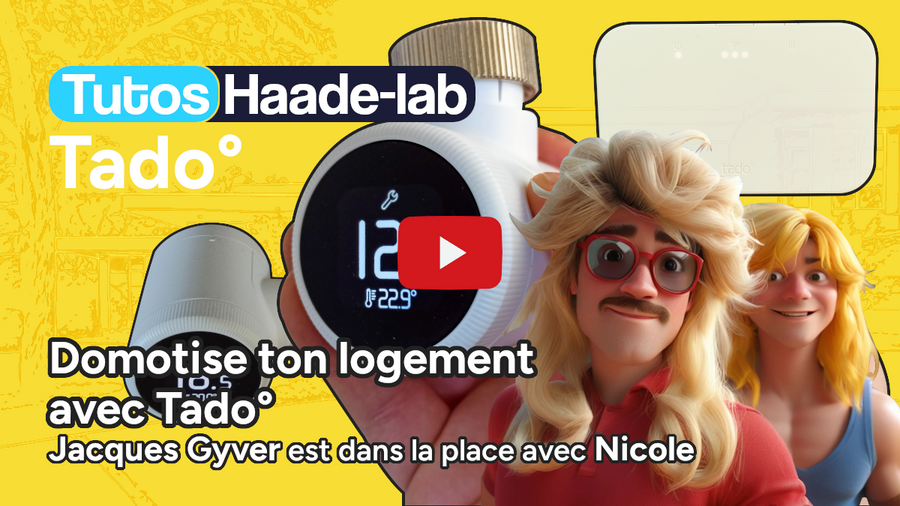 Tutos Haade-lab
Tado°
12
22.9°
18.5
Domotise ton logement
avec Tado°
Jacques Gyver est dans la place avec Nicole